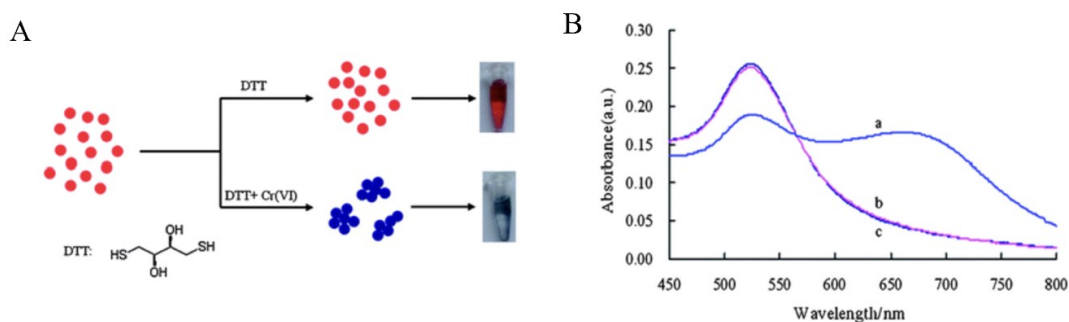 A
DTT
DTT+ Cr(VI)
DTT:
HS
OH
OH
SH
B
Absorbance(a.u.)
0.30
0.25
0.20
0.15
0.10
0.05
0.00
a
b
c
450 500 550 600 650 700 750 800
Wavelength/nm